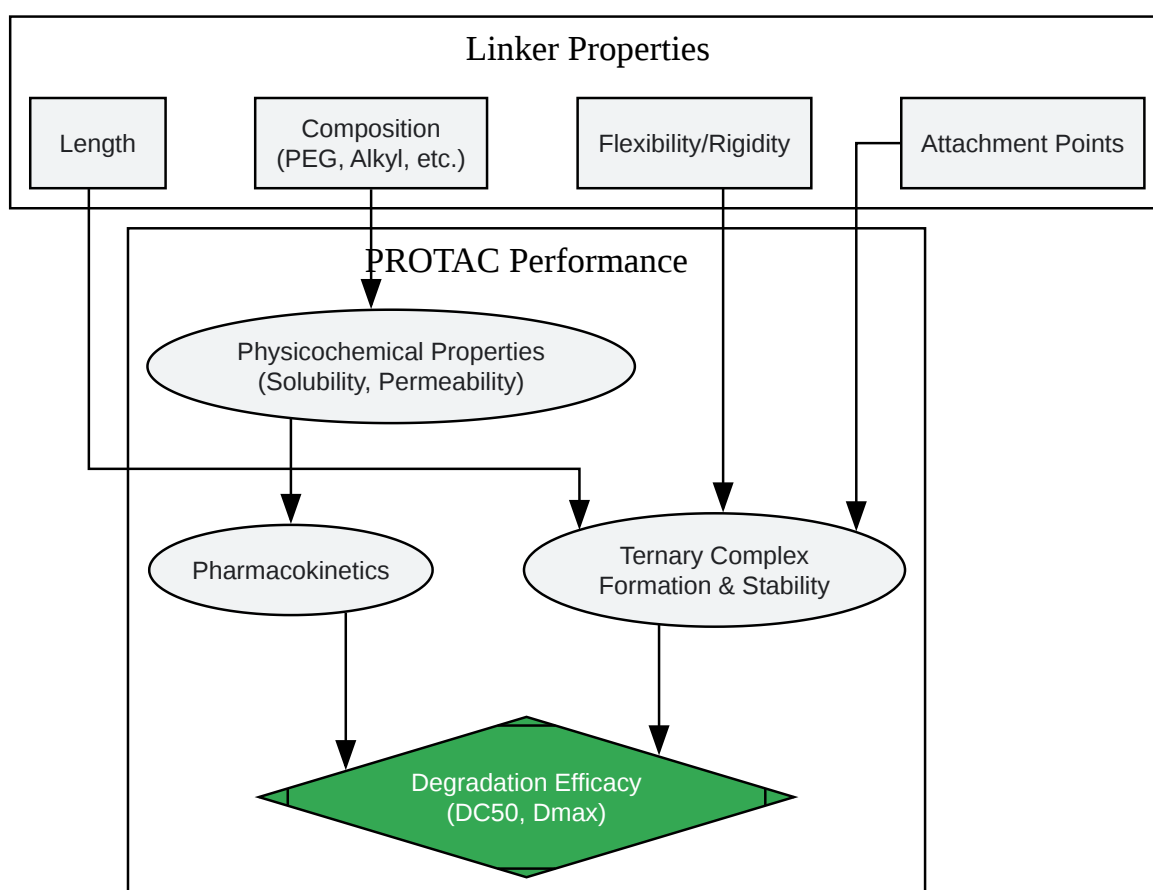 Linker Properties
Length
Composition
(PEG, Alkyl, etc.)
Flexibility/Rigidity
Attachment Points
PROTAC Performance
Physicochemical Properties
(Solubility, Permeability)
Pharmacokinetics
Ternary Complex
Formation & Stability
Degradation Efficacy
(DC50, Dmax)